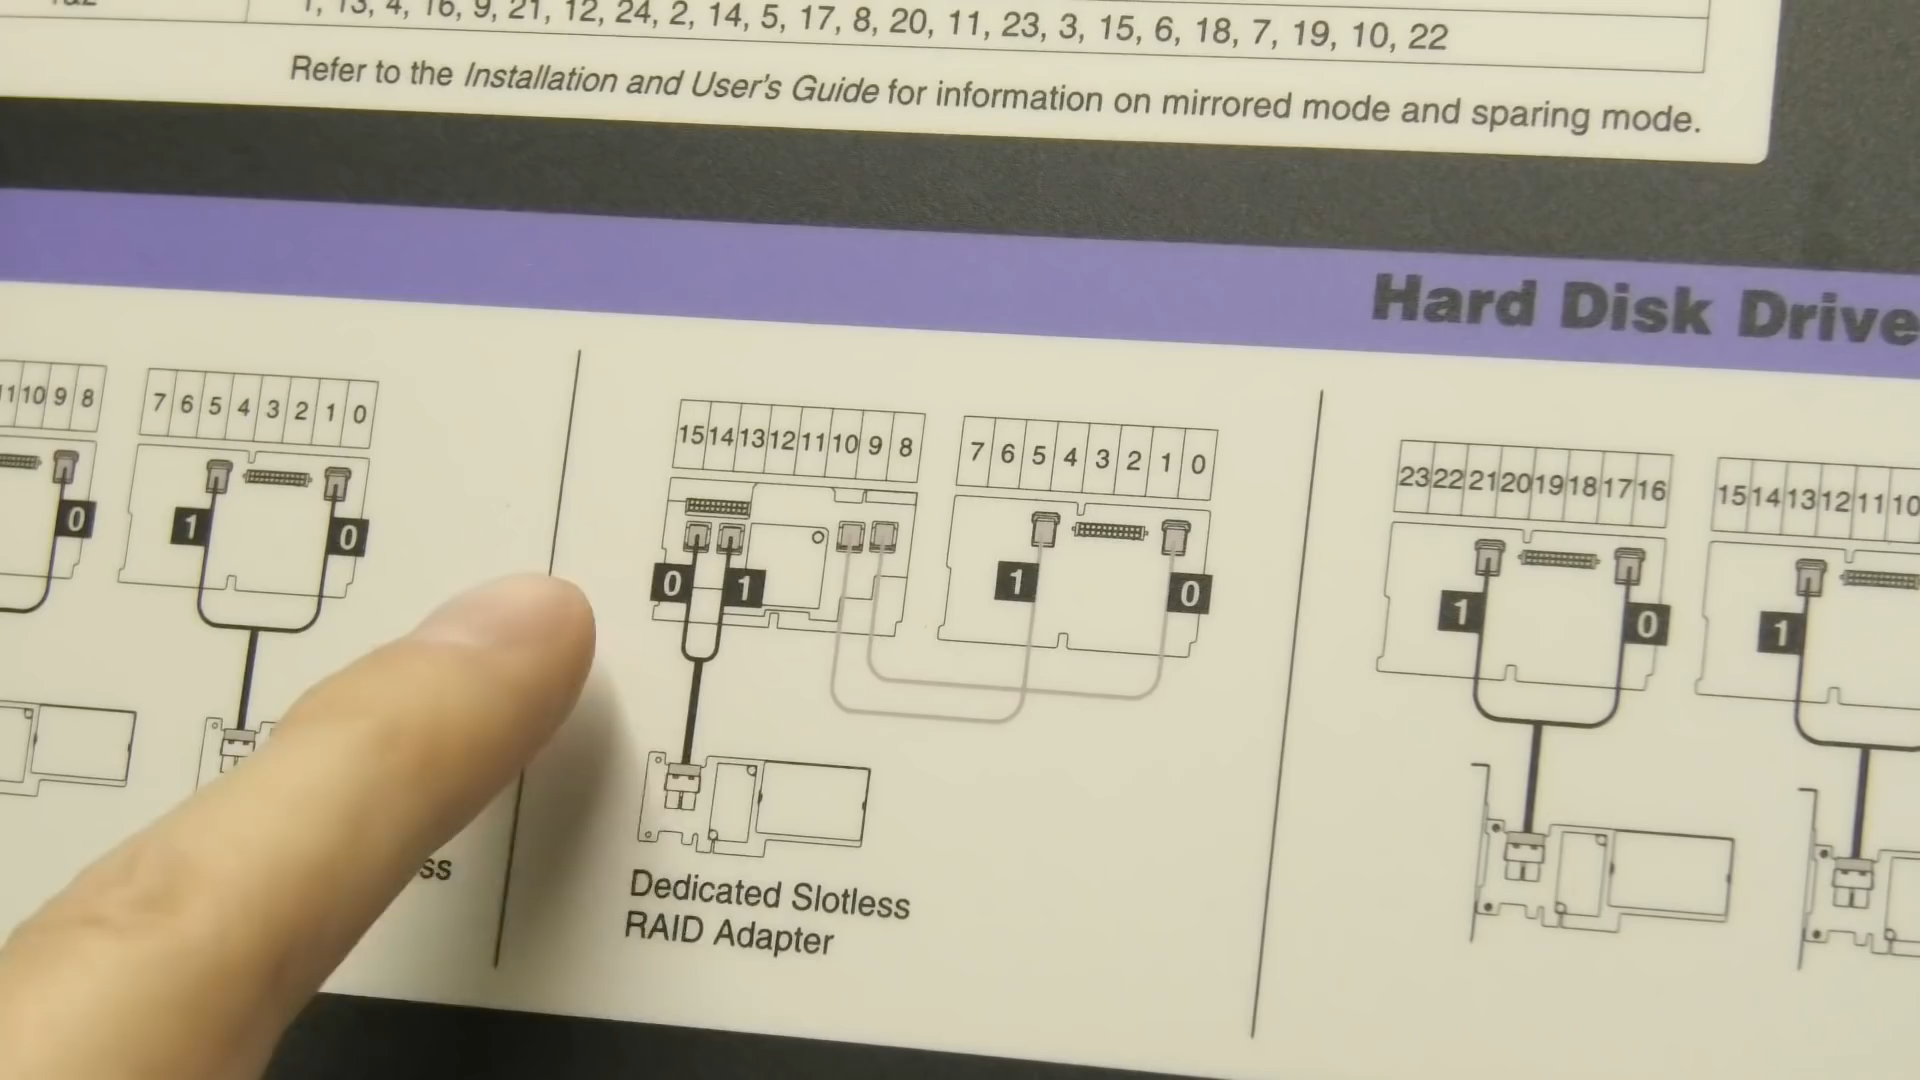 1, 13, 4, 16, 9, 21, 12, 24, 2, 14, 5, 17, 8, 20, 11, 23, 3, 15, 6, 18, 7, 19, 10, 22
Refer to the Installation and User's Guide for information on mirrored mode and sparing mode.
Hard Disk Drive
11 10 9 8
7 6 5 4 3 2 1 0
15 14 13 12 11 10 9 8
7 6 5 4 3 2 1 0
23 22 21 20 19 18 17 16
15 14 13 12 11 10
0
1 0
0 1
1 0
1 0
1
ss
Dedicated Slotless
RAID Adapter